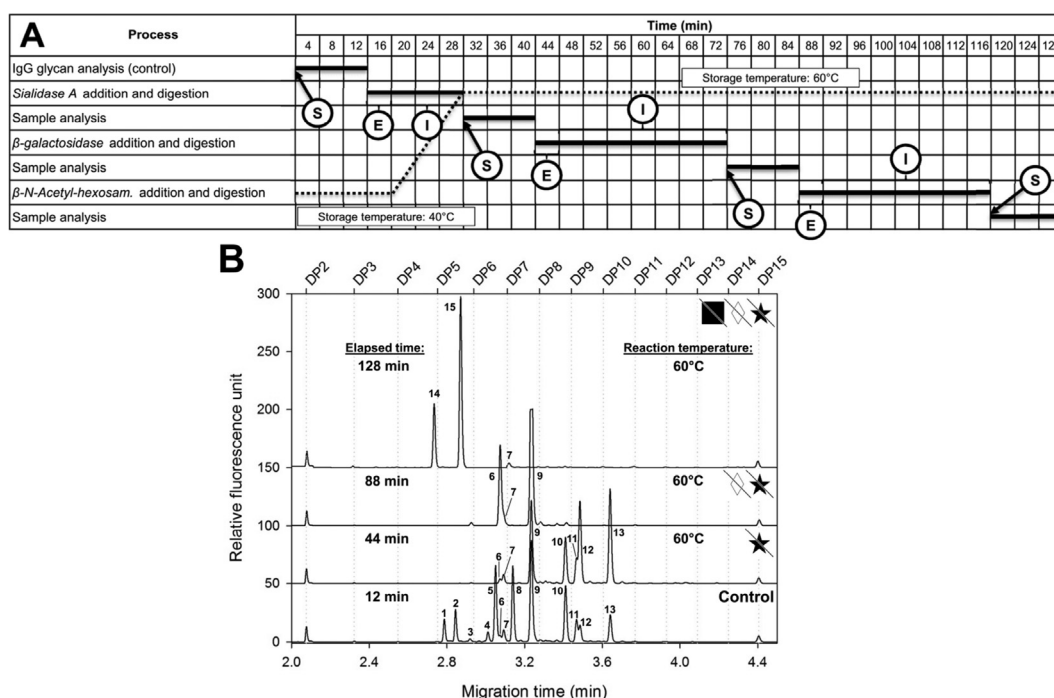 A
Process
Time (min)
4 8 12 16 20 24 28 32 36 40 44 48 52 56 60 64 68 72 76 80 84 88 92 96 100 104 108 112 116 120 124 128
IgG glycan analysis (control)
Storage temperature: 60°C
Sialidase A addition and digestion
S
E
I
I
Sample analysis
β-galactosidase addition and digestion
S
E
I
Sample analysis
S
β-N-Acetyl-hexosam. addition and digestion
S
E
Sample analysis
Storage temperature: 40°C
B
DP2 DP3 DP4 DP5 DP6 DP7 DP8 DP9 DP10 DP11 DP12 DP13 DP14 DP15
Relative fluorescence unit
300
250
200
150
100
50
0
Elapsed time:
Reaction temperature:
128 min
60°C
15
14
7
88 min
60°C
6
7
9
44 min
60°C
6
7
9
10
11
12
13
12 min
Control
1
2
3
4
5
6
7
8
9
10
11
12
13
2.0 2.4 2.8 3.2 3.6 4.0 4.4
Migration time (min)